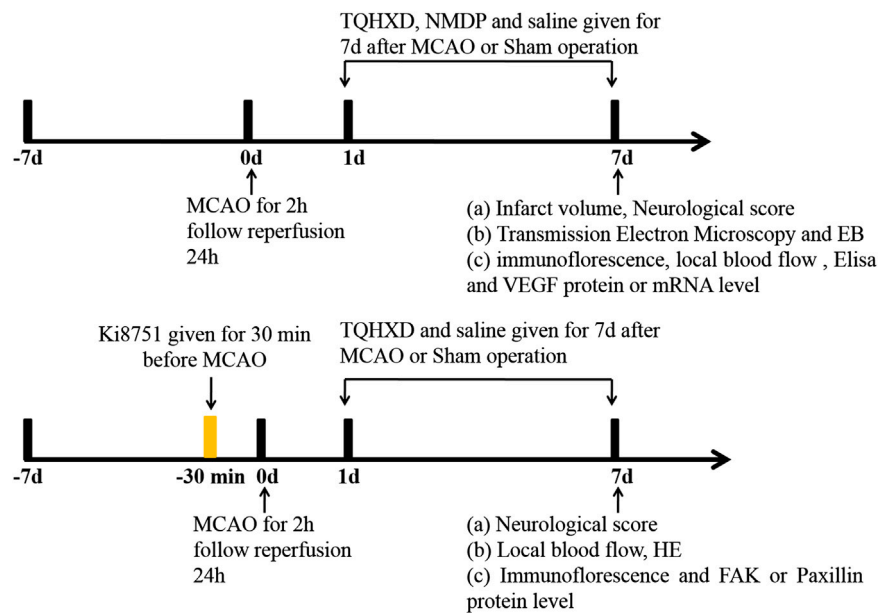 TQHXD, NMDP and saline given for
7d after MCAO or Sham operation
-7d
0d
1d
7d
MCAO for 2h
follow reperfusion
24h
(a) Infarct volume, Neurological score
(b) Transmission Electron Microscopy and EB
(c) immunoflorescence, local blood flow , Elisa
and VEGF protein or mRNA level
Ki8751 given for 30 min
before MCAO
TQHXD and saline given for 7d after
MCAO or Sham operation
-7d
-30 min
0d
1d
7d
MCAO for 2h
follow reperfusion
24h
(a) Neurological score
(b) Local blood flow, HE
(c) Immunoflorescence and FAK or Paxillin
protein level